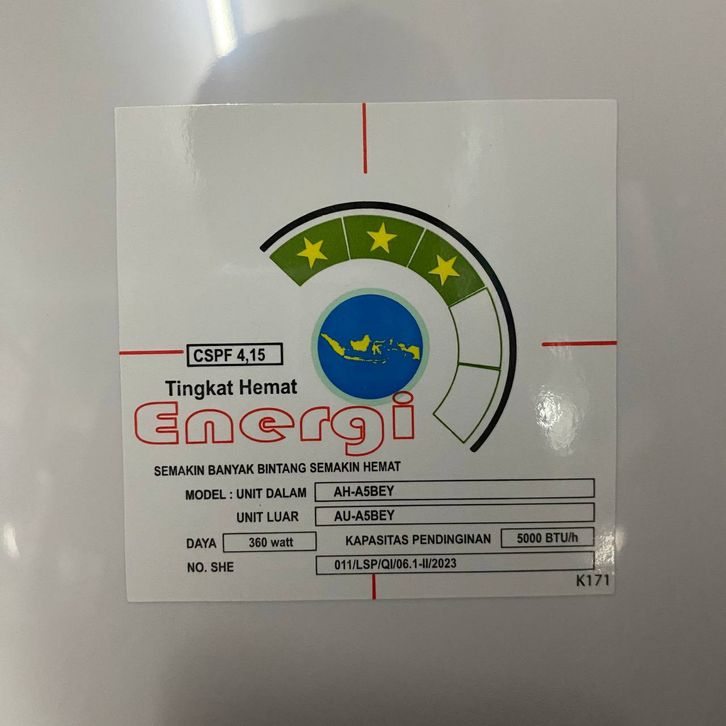 CSPF 4,15
Tingkat Hemat
Energi
SEMAKIN BANYAK BINTANG SEMAKIN HEMAT
MODEL : UNIT DALAM AH-A5BEY
UNIT LUAR AU-A5BEY
DAYA 360 watt KAPASITAS PENDINGINAN 5000 BTU/h
NO. SHE 011/LSP/QI/06.1-II/2023
K171